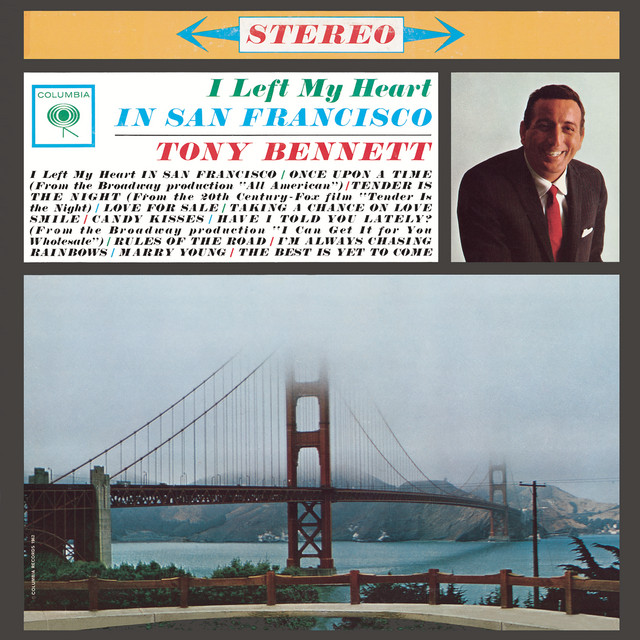 STEREO
COLUMBIA
I Left My Heart
IN SAN FRANCISCO
TONY BENNETT
I Left My Heart IN SAN FRANCISCO / ONCE UPON A TIME
(From the Broadway production "All American") / TENDER IS
THE NIGHT (From the 20th Century-Fox film "Tender Is
the Night) / LOVE FOR SALE / TAKING A CHANCE ON LOVE
SMILE / CANDY KISSES / HAVE I TOLD YOU LATELY?
(From the Broadway production "I Can Get It for You
Wholesale") / RULES OF THE ROAD / I'M ALWAYS CHASING
RAINBOWS / MARRY YOUNG / THE BEST IS YET TO COME
COLUMBIA RECORDS 1962